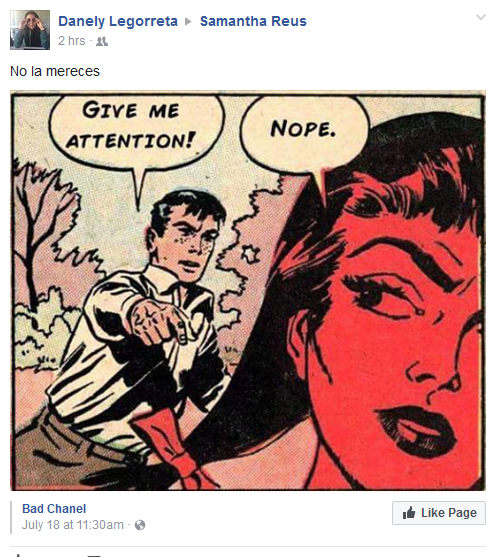 Danely Legorreta ▸ Samantha Reus
2 hrs ·
No la mereces
GIVE ME
ATTENTION!
NOPE.
Bad Chanel
July 18 at 11:30am ·
Like Page